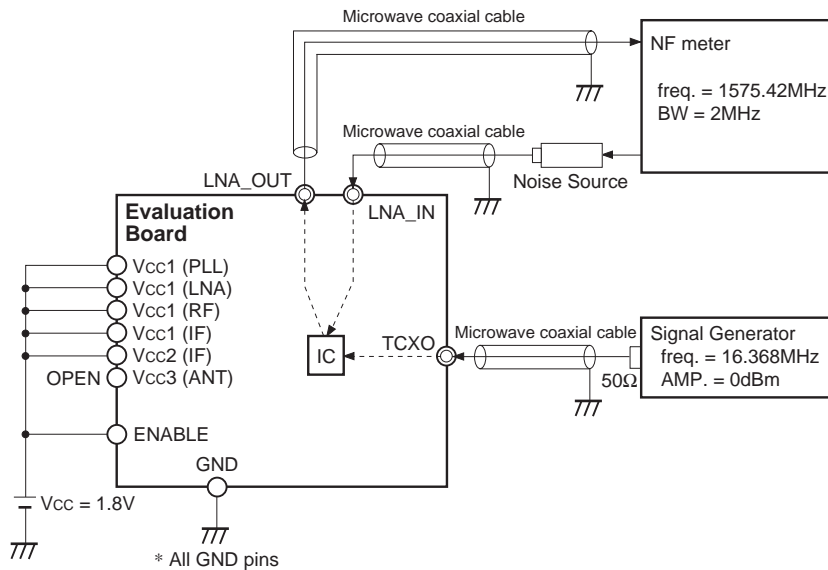 Microwave coaxial cable
NF meter
freq. = 1575.42MHz
BW = 2MHz
Microwave coaxial cable
Noise Source
LNA_OUT
LNA_IN
Evaluation
Board
VCC1 (PLL)
VCC1 (LNA)
VCC1 (RF)
VCC1 (IF)
VCC2 (IF)
OPEN
VCC3 (ANT)
ENABLE
IC
TCXO
Microwave coaxial cable
50Ω
Signal Generator
freq. = 16.368MHz
AMP. = 0dBm
GND
VCC = 1.8V
* All GND pins